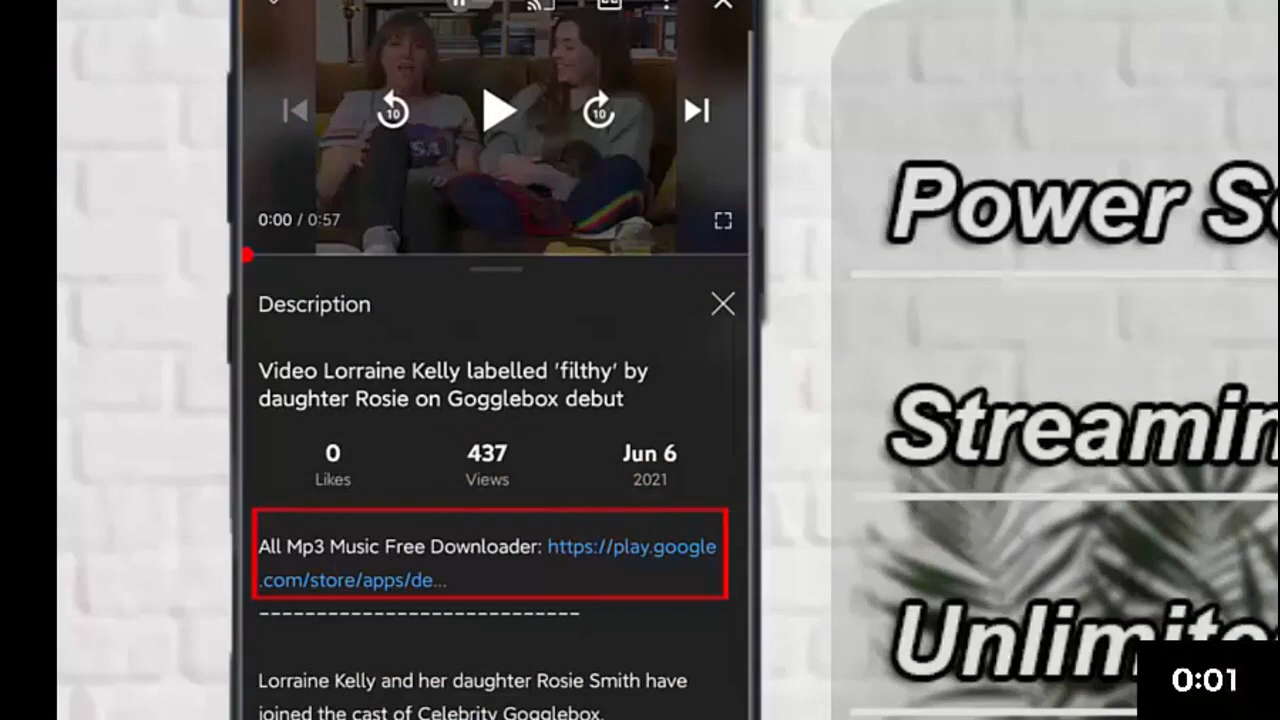 10
10
0:00 / 0:57
Description
Video Lorraine Kelly labelled 'filthy' by
daughter Rosie on Gogglebox debut
0
437
Jun 6
Likes
Views
2021
All Mp3 Music Free Downloader: https://play.google
.com/store/apps/de...
----------------------------
Lorraine Kelly and her daughter Rosie Smith have
joined the cast of Celebrity Gogglebox.
Power
0:01